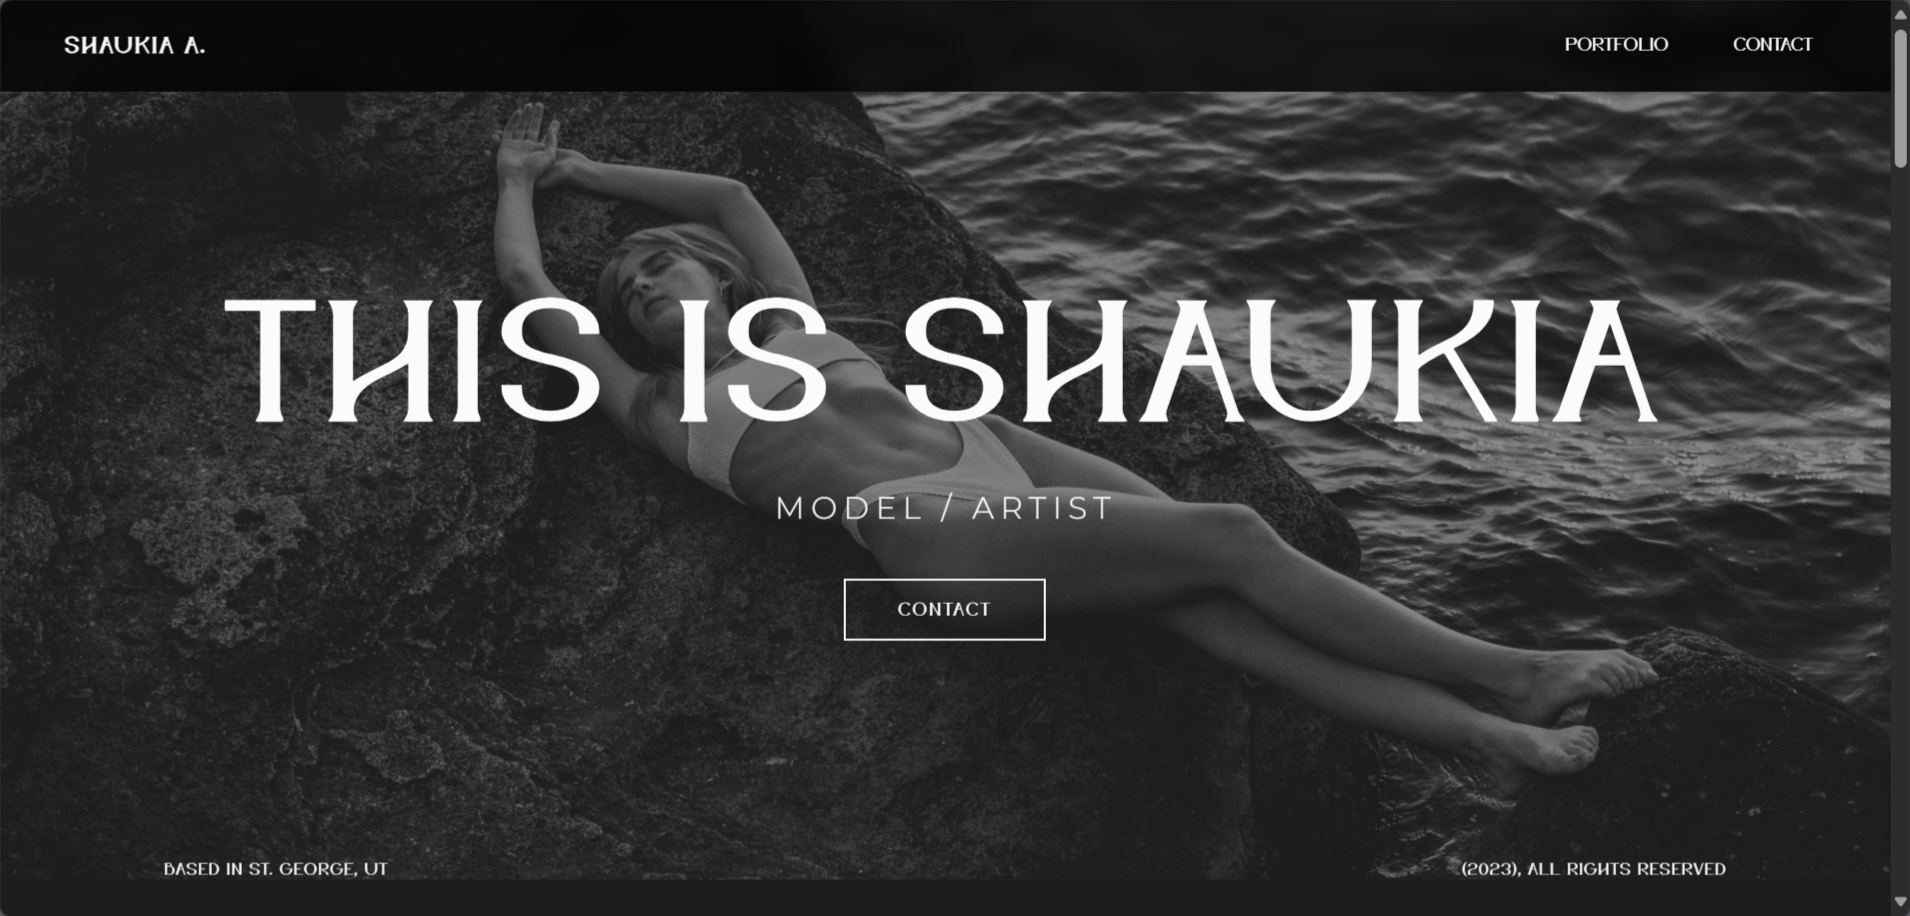 SHAUKIA A.
PORTFOLIO
CONTACT
THIS IS SHAUKIA
MODEL / ARTIST
CONTACT
BASED IN ST. GEORGE, UT
(2023), ALL RIGHTS RESERVED